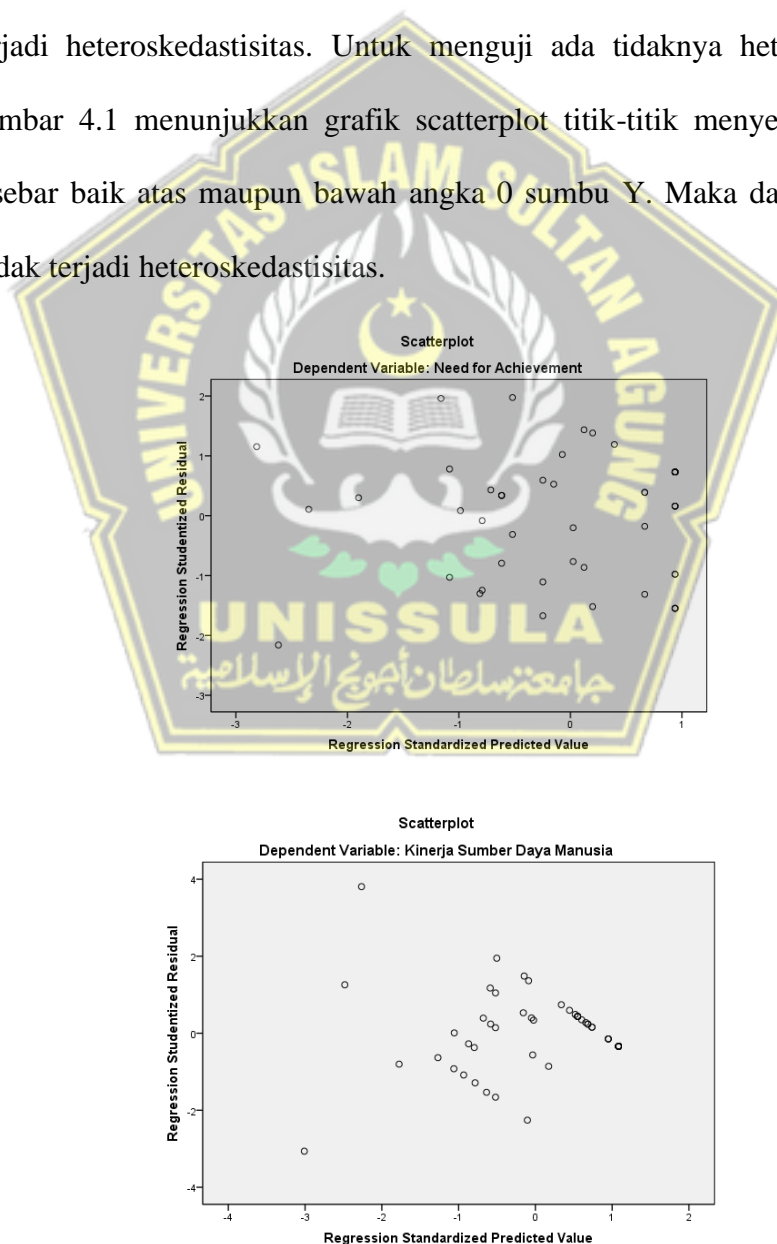 rjadi heteroskedastisitas. Untuk menguji ada tidaknya het
mbar 4.1 menunjukkan grafik scatterplot titik-titik menye
sebar baik atas maupun bawah angka 0 sumbu Y. Maka da
dak terjadi heteroskedastisitas.
UNIVERSITAS ISLAM SULTAN AGUNG
Scatterplot
Dependent Variable: Need for Achievement
Regression Studentized Residual
2
1
0
-1
-2
-3
-3 -2 -1 0 1
Regression Standardized Predicted Value
UNISSULA
جامعتنسلطان أجونج الإسلامية
Scatterplot
Dependent Variable: Kinerja Sumber Daya Manusia
Regression Studentized Residual
4
2
0
-2
-4
-4 -3 -2 -1 0 1 2
Regression Standardized Predicted Value